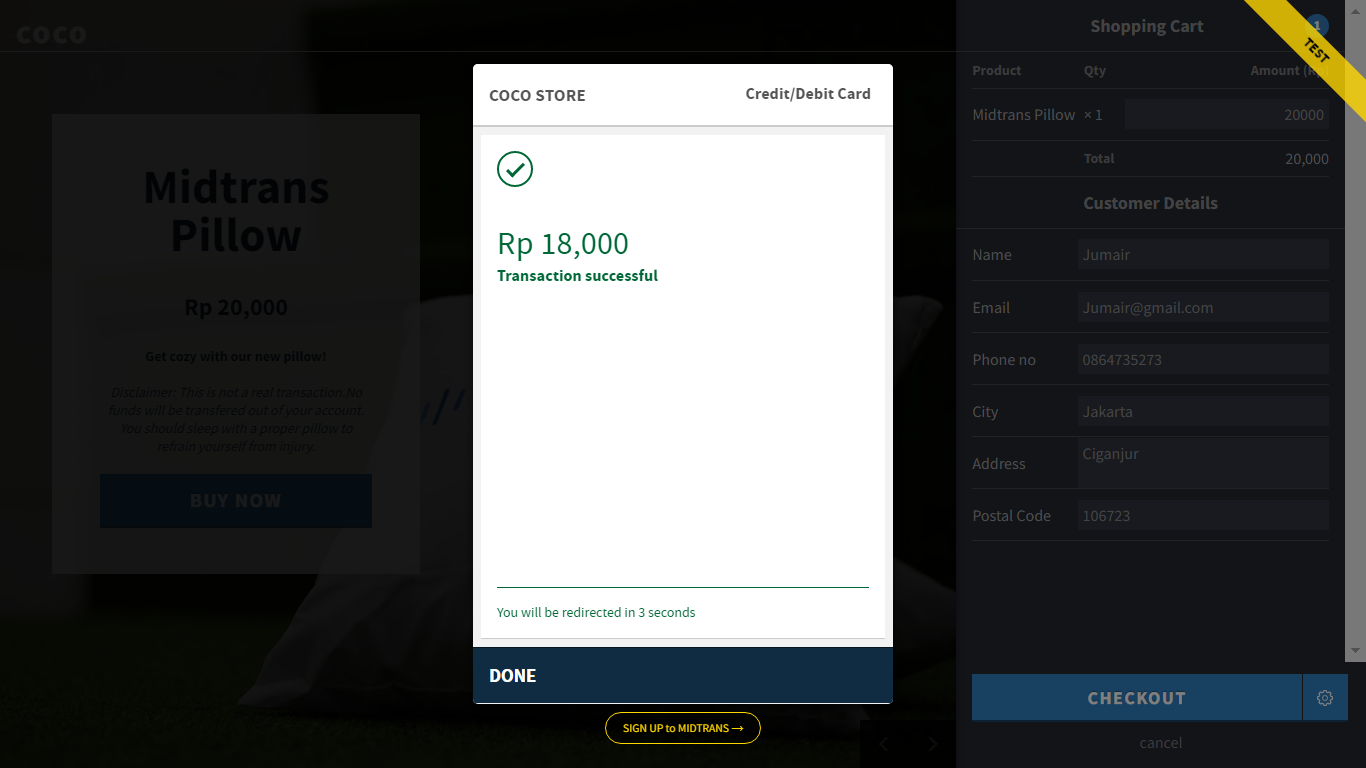 COCO
Midtrans
Pillow
Rp 20,000
Get cozy with our new pillow!
Disclaimer: This is not a real transaction.No
funds will be transfered out of your account.
You should sleep with a proper pillow to
refrain yourself from injury.
BUY NOW
COCO STORE
Credit/Debit Card
Rp 18,000
Transaction successful
You will be redirected in 3 seconds
DONE
SIGN UP to MIDTRANS →
Shopping Cart
1
TEST
Product Qty Amount (Rp)
Midtrans Pillow × 1 20000
Total 20,000
Customer Details
Name Jumair
Email Jumair@gmail.com
Phone no 0864735273
City Jakarta
Address Ciganjur
Postal Code 106723
CHECKOUT
cancel